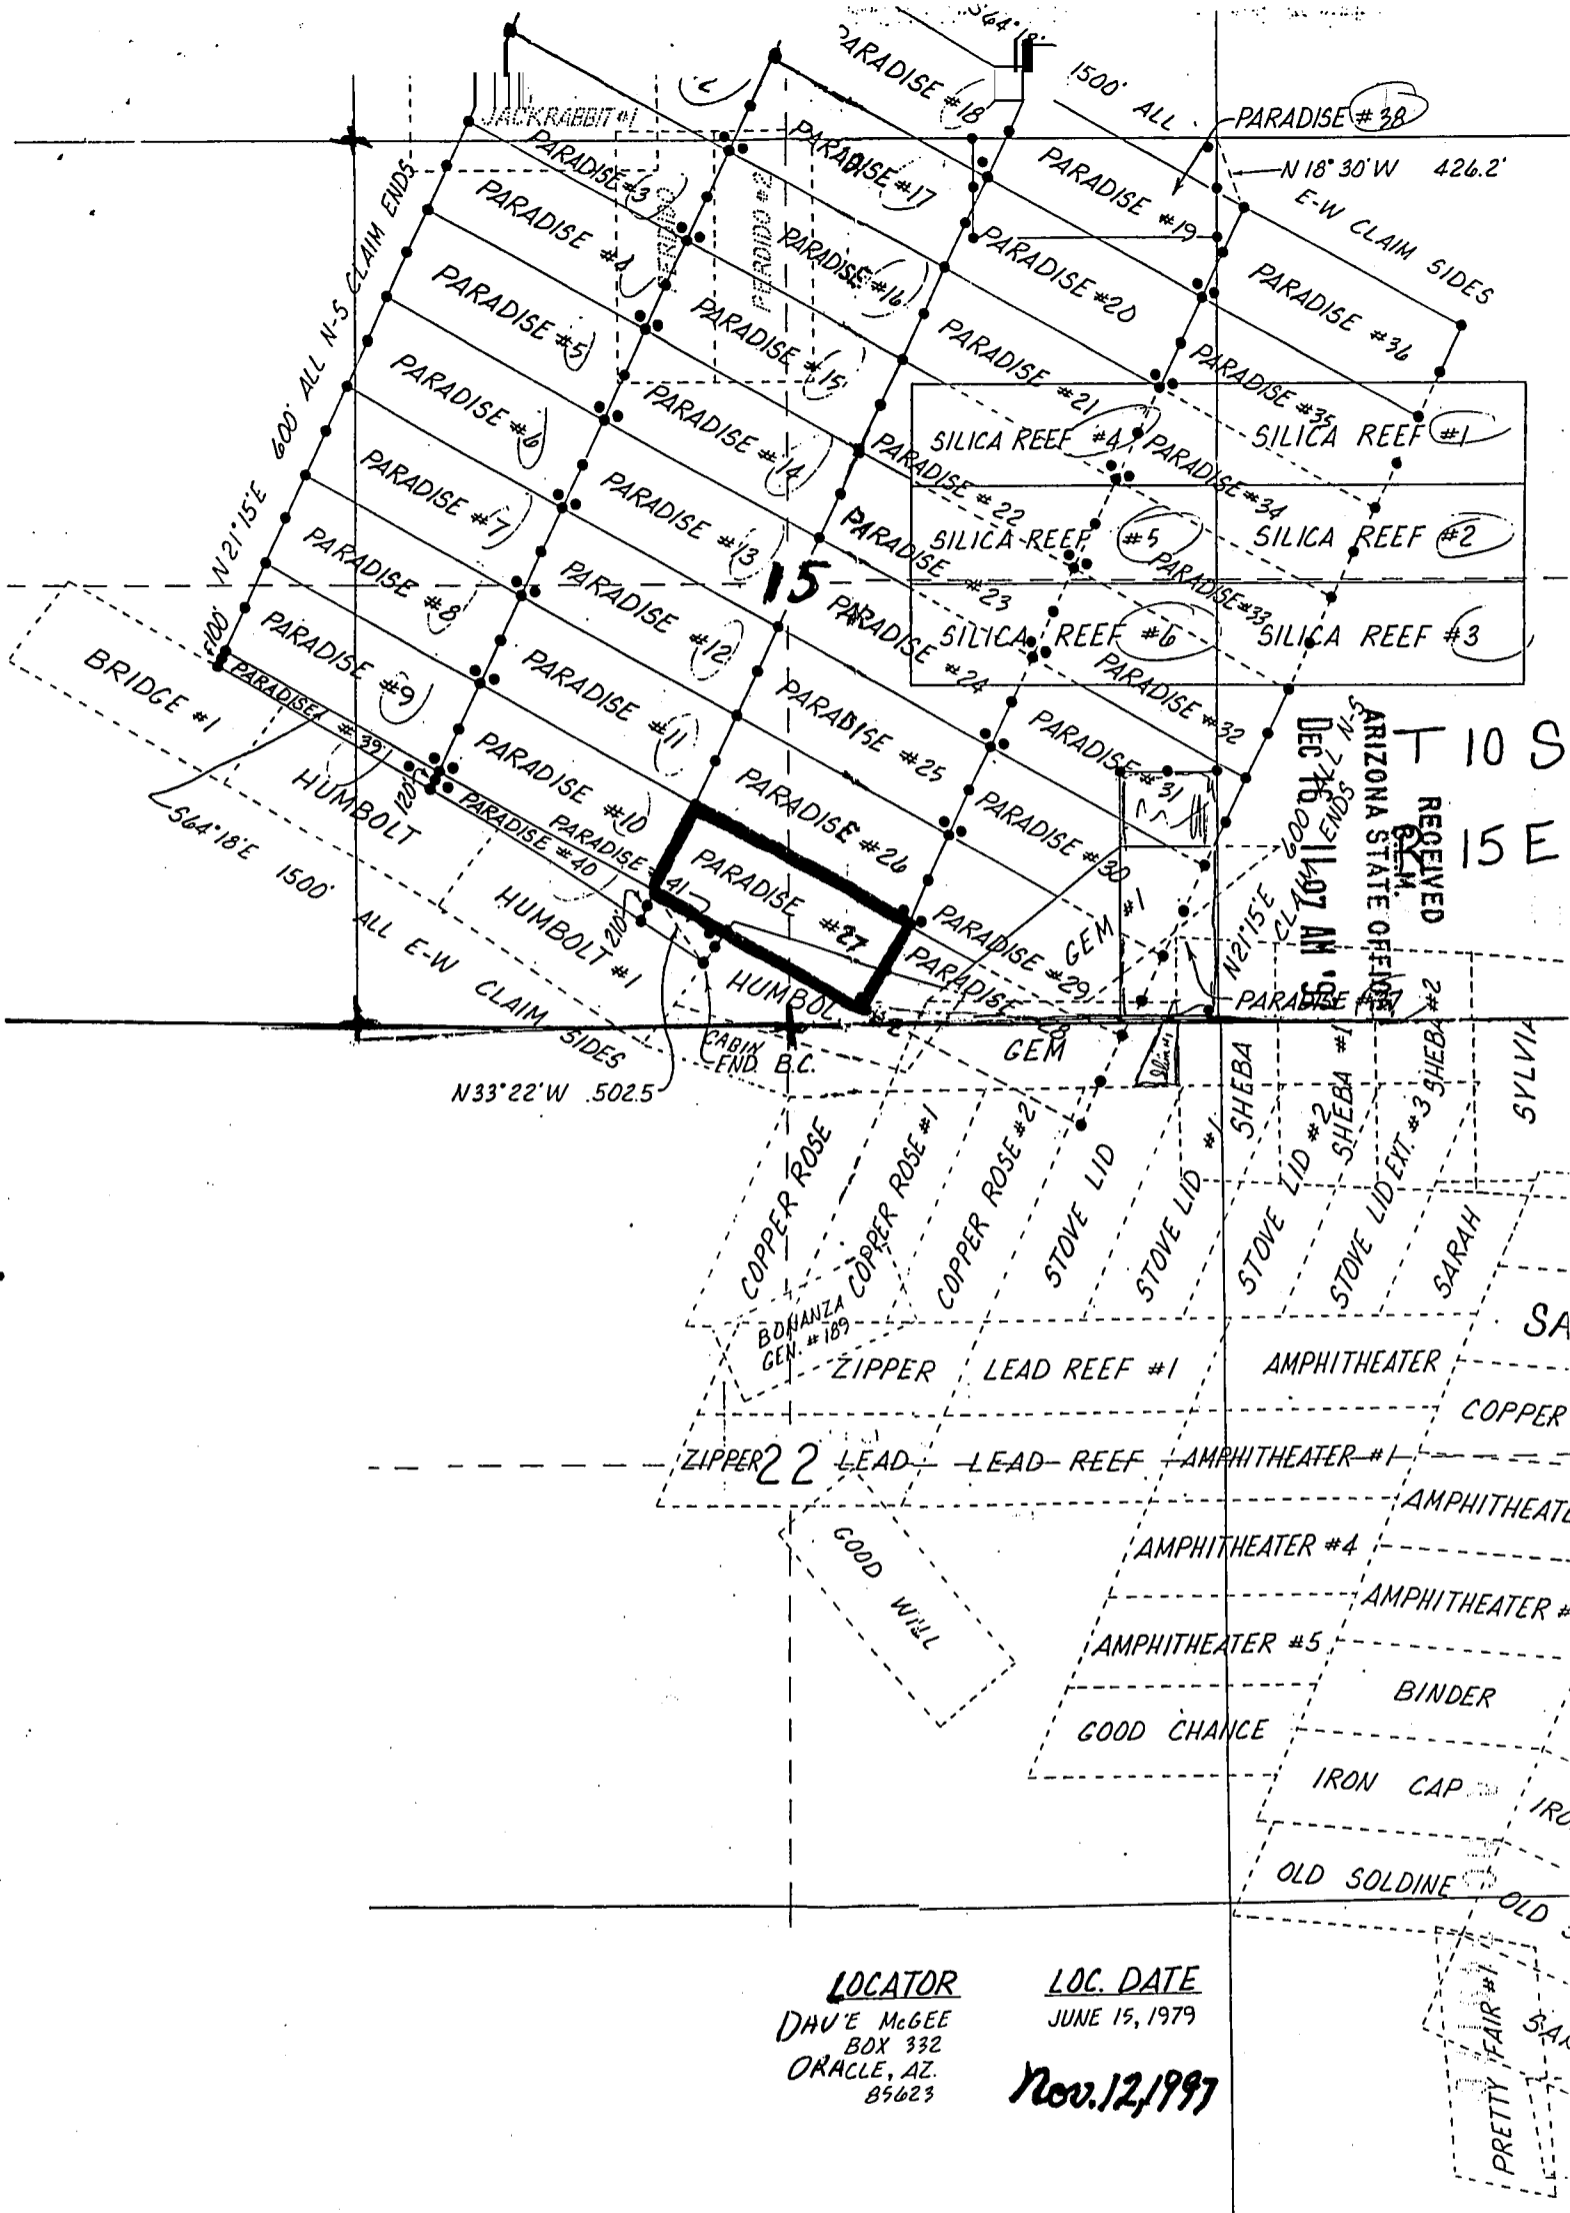 S64°18'
1500' ALL
E-W CLAIM SIDES
PARADISE #18
PARADISE #38
N 18° 30' W 426.2'
JACKRABBIT #1
PARADISE #3
PARADISE #17
PARADISE #19
PARADISE #4
PERDIDO
PERDIDO #2
PARADISE #16
PARADISE #20
PARADISE #36
PARADISE #5
PARADISE #15
PARADISE #21
PARADISE #35
N21°15'E 600' ALL N-S CLAIM ENDS
PARADISE #6
PARADISE #14
PARADISE #22
PARADISE #34
SILICA REEF #4
SILICA REEF #1
PARADISE #7
PARADISE #13
PARADISE #23
PARADISE #33
SILICA REEF #5
SILICA REEF #2
15
PARADISE #8
PARADISE #12
PARADISE #24
PARADISE #32
SILICA REEF #6
SILICA REEF #3
100'
BRIDGE #1
PARADISE #39
PARADISE #9
PARADISE #11
PARADISE #25
PARADISE #31
T 10 S
15 E
RECEIVED
B.L.M.
ARIZONA STATE OFFICE
DEC 16 11 07 AM '97
HUMBOLT
120'
PARADISE #40
PARADISE #10
PARADISE #26
PARADISE #30
S64°18'E 1500' ALL E-W CLAIM SIDES
HUMBOLT #1
210'
PARADISE 41
PARADISE #27
PARADISE #29
PARADISE 28
GEM #1
N21°15'E 600' ALL N-S CLAIM ENDS
PARADISE #37
HUMBOLT #2
CABIN
END. B.C.
GEM
N33°22'W 502.5
SHEBA
SHEBA #1
SHEBA #2
SYLVIA
COPPER ROSE
COPPER ROSE #1
COPPER ROSE #2
STOVE LID
STOVE LID #1
STOVE LID #2
STOVE LID EXT. #3
SARAH
BONANZA
GEN. #189
ZIPPER
LEAD REEF #1
AMPHITHEATER
SA
COPPER
ZIPPER
22
LEAD
LEAD REEF
AMPHITHEATER #1
AMPHITHEATE
GOOD WILL
AMPHITHEATER #4
AMPHITHEATER #
AMPHITHEATER #5
BINDER
GOOD CHANCE
IRON CAP
IRO
OLD SOLDINE
OLD S
PRETTY FAIR #1
SAN
LOCATOR
DAVE McGEE
BOX 332
ORACLE, AZ.
85623
LOC. DATE
JUNE 15, 1979
Nov. 12, 1997